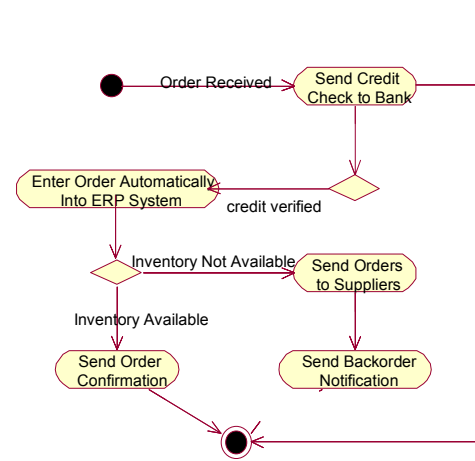 Order Received
Send Credit
Check to Bank
Enter Order Automatically
Into ERP System
credit verified
Inventory Not Available
Send Orders
to Suppliers
Inventory Available
Send Order
Confirmation
Send Backorder
Notification